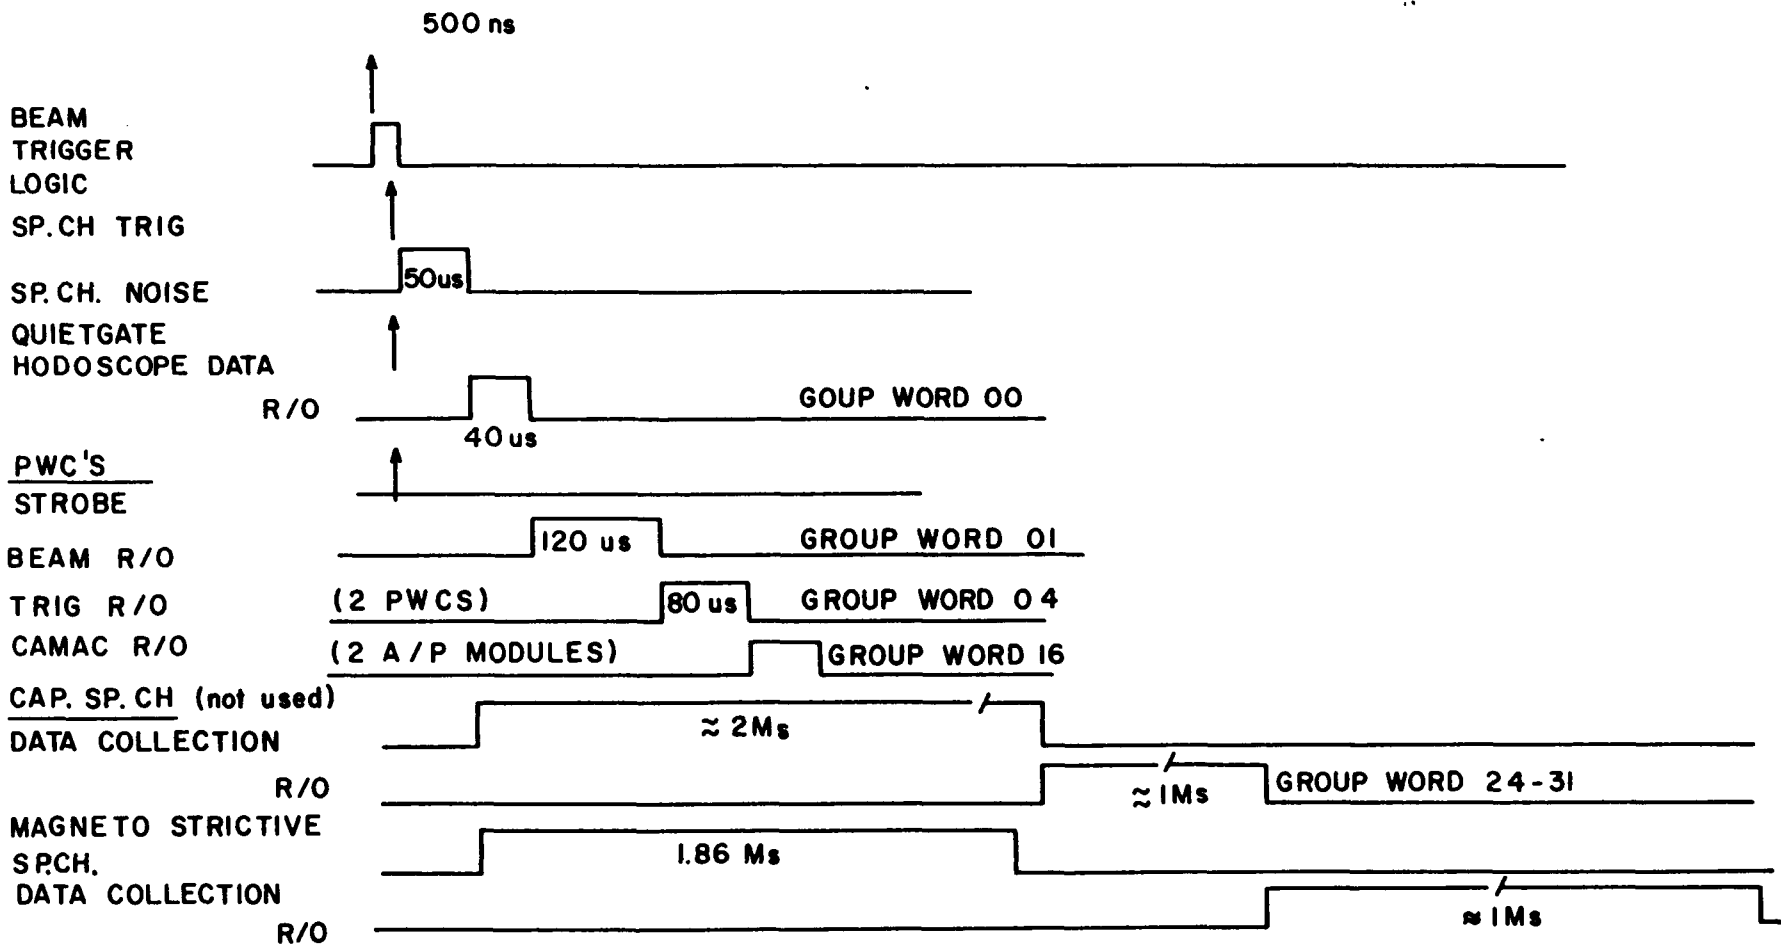 500 ns
BEAM
TRIGGER
LOGIC
SP. CH TRIG
50us
SP. CH. NOISE
QUIETGATE
HODOSCOPE DATA
R/O
GOUP WORD 00
40 us
PWC'S
STROBE
120 us
GROUP WORD 01
BEAM R/O
TRIG R/O (2 PWCS) 80 us GROUP WORD 04
CAMAC R/O (2 A/P MODULES) GROUP WORD 16
CAP. SP. CH (not used)
≈ 2Ms
DATA COLLECTION
R/O ≈ 1Ms GROUP WORD 24-31
MAGNETO STRICTIVE
SP.CH. 1.86 Ms
DATA COLLECTION
≈ 1Ms
R/O